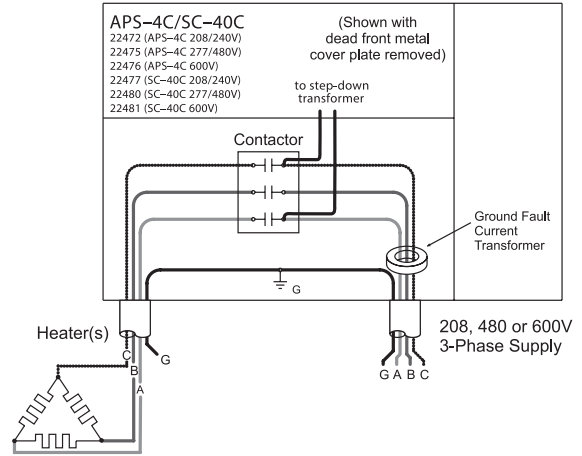 APS–4C/SC–40C
22472 (APS–4C 208/240V)
22475 (APS–4C 277/480V)
22476 (APS–4C 600V)
22477 (SC–40C 208/240V)
22480 (SC–40C 277/480V)
22481 (SC–40C 600V)
(Shown with
dead front metal
cover plate removed)
to step-down
transformer
Contactor
Ground Fault
Current
Transformer
G
Heater(s)
208, 480 or 600V
3-Phase Supply
C
B
A
G
G A B C